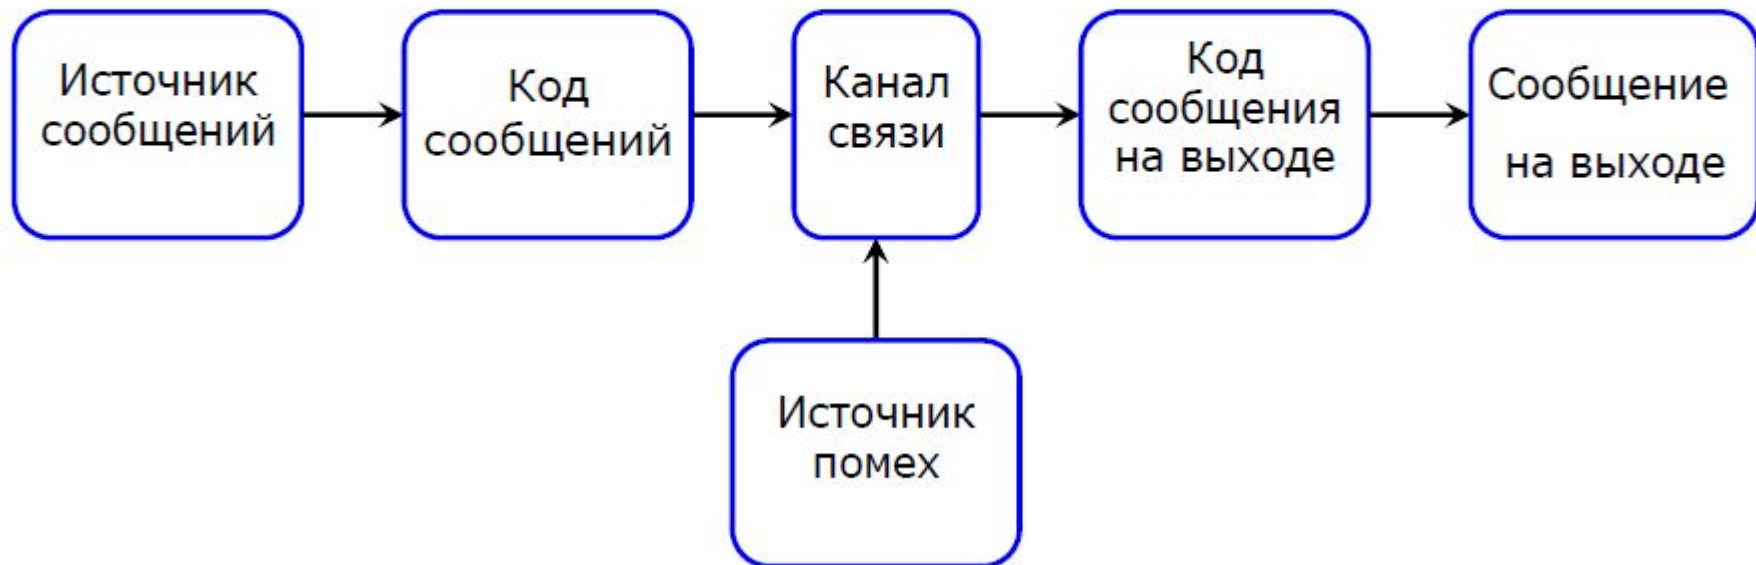 Источник
сообщений
Код
сообщений
Канал
связи
Код
сообщения
на выходе
Сообщение
на выходе
Источник
помех